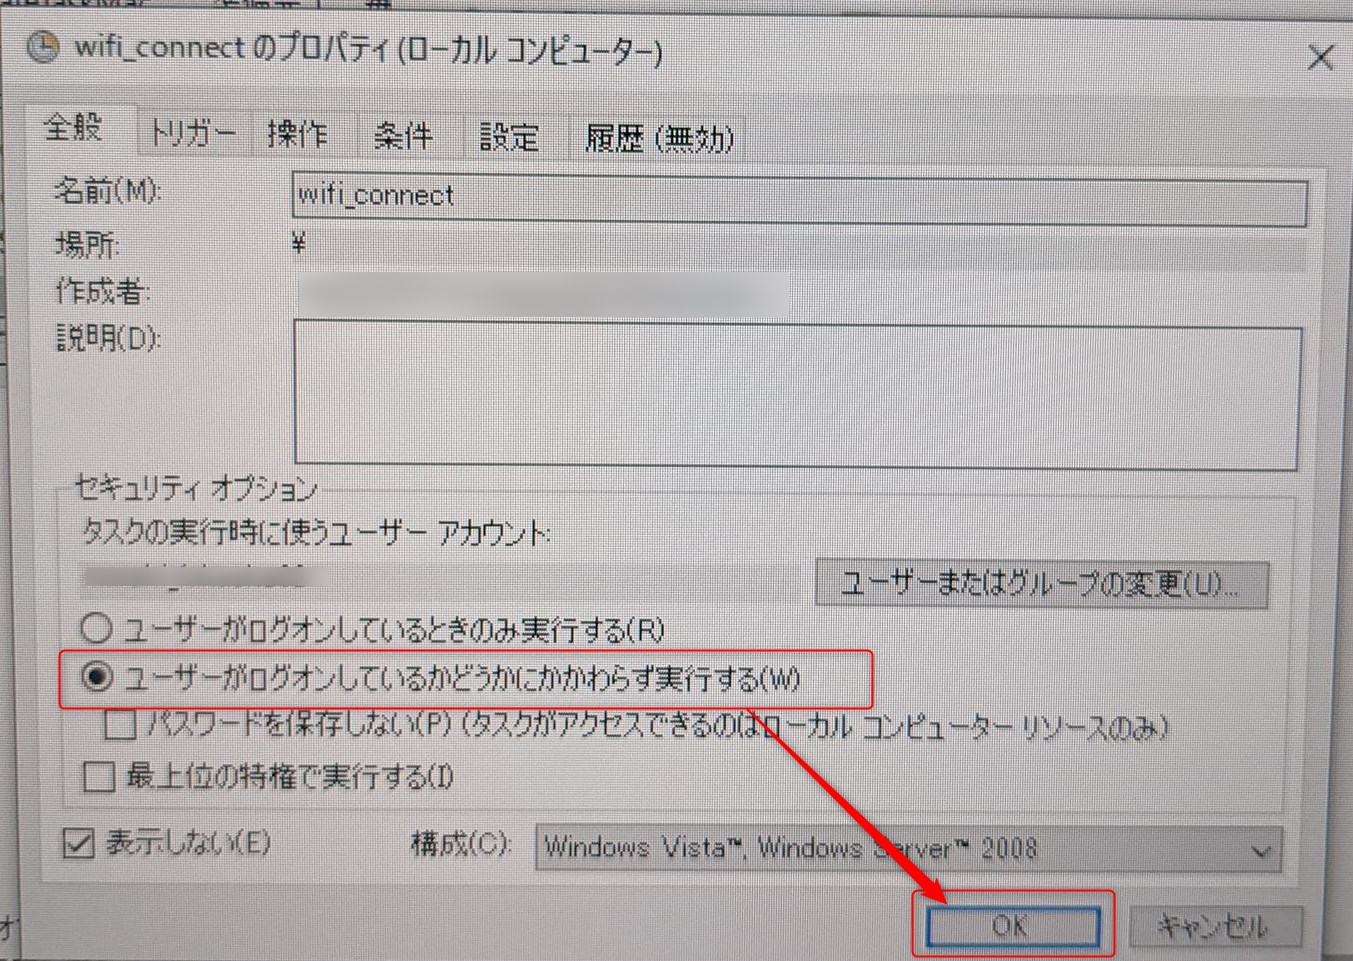 wifi_connect のプロパティ (ローカル コンピューター)
全般 トリガー 操作 条件 設定 履歴 (無効)
名前(M): wifi_connect
場所: ¥
作成者:
説明(D):
セキュリティ オプション
タスクの実行時に使うユーザー アカウント:
ユーザーまたはグループの変更(U)...
ユーザーがログオンしているときのみ実行する(R)
ユーザーがログオンしているかどうかにかかわらず実行する(W)
パスワードを保存しない(P) (タスクがアクセスできるのはローカル コンピューター リソースのみ)
最上位の特権で実行する(I)
表示しない(E) 構成(C): Windows Vista™, Windows Server™ 2008
OK キャンセル